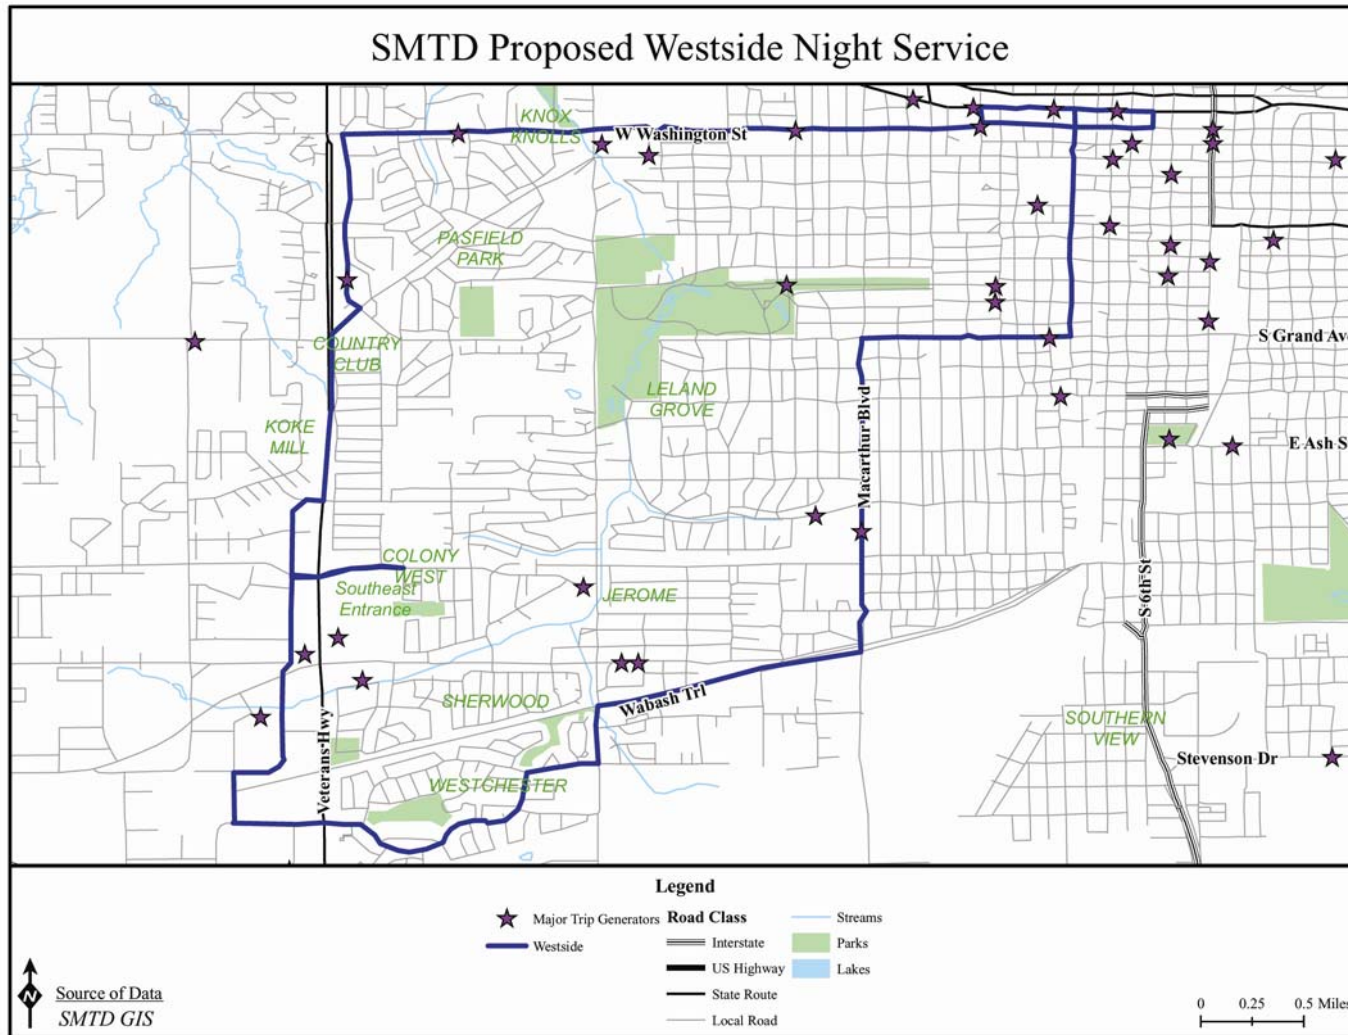 SMTD Proposed Westside Night Service
KNOX
KNOLLS
W Washington St
PASFIELD
PARK
COUNTRY
CLUB
S Grand Ave
LELAND
GROVE
Macarthur Blvd
KOKE
MILL
E Ash S
COLONY
WEST
Southeast
Entrance
JEROME
S 6th St
SHERWOOD
Wabash Trl
SOUTHERN
VIEW
Veterans Hwy
Stevenson Dr
WESTCHESTER
Legend
Major Trip Generators
Westside
Road Class
Interstate
US Highway
State Route
Local Road
Streams
Parks
Lakes
N
Source of Data
SMTD GIS
0 0.25 0.5 Miles